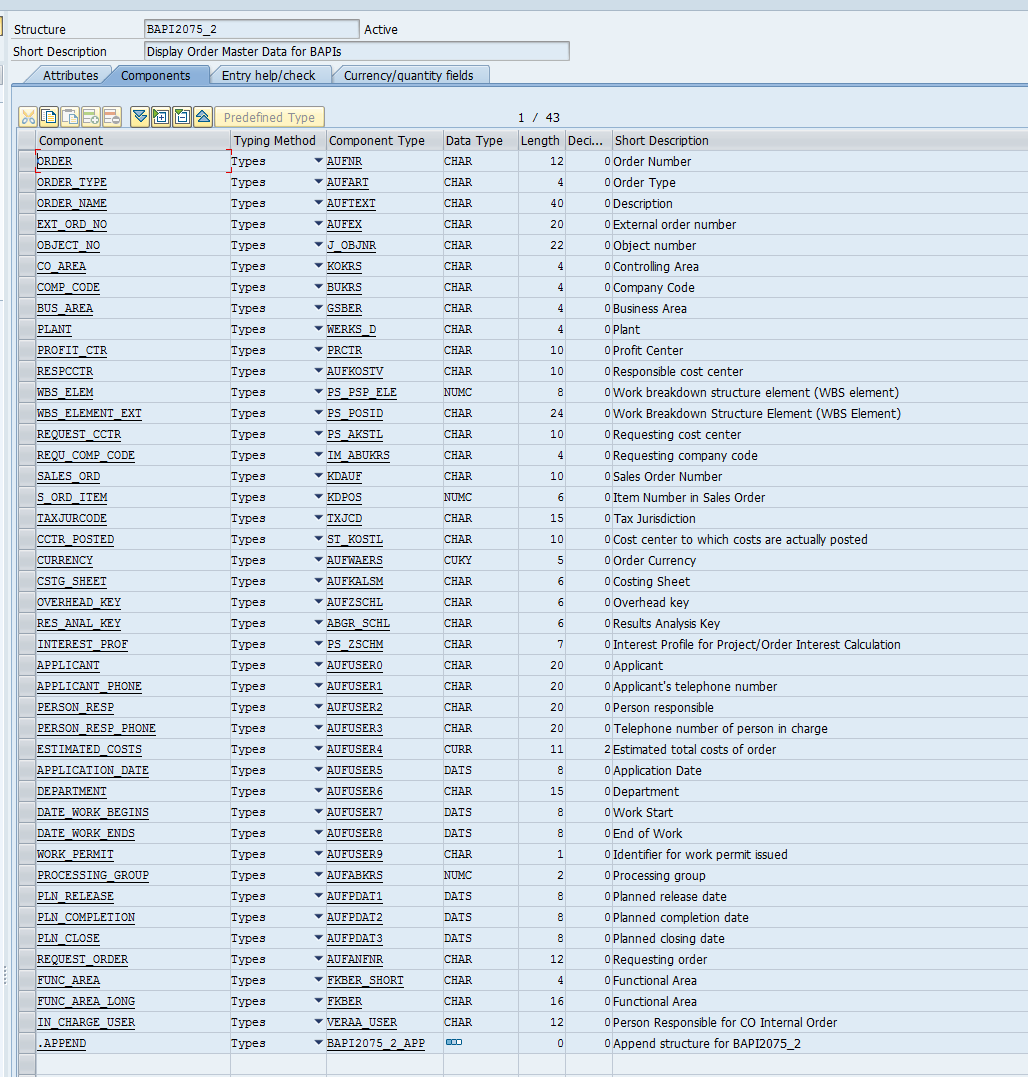 Structure BAPI2075_2 Active
Short Description Display Order Master Data for BAPIs
Attributes Components Entry help/check Currency/quantity fields
Predefined Type 1 / 43
Component Typing Method Component Type Data Type Length Deci... Short Description
ORDER Types AUFNR CHAR 12 0 Order Number
ORDER_TYPE Types AUFART CHAR 4 0 Order Type
ORDER_NAME Types AUFTEXT CHAR 40 0 Description
EXT_ORD_NO Types AUFEX CHAR 20 0 External order number
OBJECT_NO Types J_OBJNR CHAR 22 0 Object number
CO_AREA Types KOKRS CHAR 4 0 Controlling Area
COMP_CODE Types BUKRS CHAR 4 0 Company Code
BUS_AREA Types GSBER CHAR 4 0 Business Area
PLANT Types WERKS_D CHAR 4 0 Plant
PROFIT_CTR Types PRCTR CHAR 10 0 Profit Center
RESPCCTR Types AUFKOSTV CHAR 10 0 Responsible cost center
WBS_ELEM Types PS_PSP_ELE NUMC 8 0 Work breakdown structure element (WBS element)
WBS_ELEMENT_EXT Types PS_POSID CHAR 24 0 Work Breakdown Structure Element (WBS Element)
REQUEST_CCTR Types PS_AKSTL CHAR 10 0 Requesting cost center
REQU_COMP_CODE Types IM_ABUKRS CHAR 4 0 Requesting company code
SALES_ORD Types KDAUF CHAR 10 0 Sales Order Number
S_ORD_ITEM Types KDPOS NUMC 6 0 Item Number in Sales Order
TAXJURCODE Types TXJCD CHAR 15 0 Tax Jurisdiction
CCTR_POSTED Types ST_KOSTL CHAR 10 0 Cost center to which costs are actually posted
CURRENCY Types AUFWAERS CUKY 5 0 Order Currency
CSTG_SHEET Types AUFKALSM CHAR 6 0 Costing Sheet
OVERHEAD_KEY Types AUFZSCHL CHAR 6 0 Overhead key
RES_ANAL_KEY Types ABGR_SCHL CHAR 6 0 Results Analysis Key
INTEREST_PROF Types PS_ZSCHM CHAR 7 0 Interest Profile for Project/Order Interest Calculation
APPLICANT Types AUFUSER0 CHAR 20 0 Applicant
APPLICANT_PHONE Types AUFUSER1 CHAR 20 0 Applicant's telephone number
PERSON_RESP Types AUFUSER2 CHAR 20 0 Person responsible
PERSON_RESP_PHONE Types AUFUSER3 CHAR 20 0 Telephone number of person in charge
ESTIMATED_COSTS Types AUFUSER4 CURR 11 2 Estimated total costs of order
APPLICATION_DATE Types AUFUSER5 DATS 8 0 Application Date
DEPARTMENT Types AUFUSER6 CHAR 15 0 Department
DATE_WORK_BEGINS Types AUFUSER7 DATS 8 0 Work Start
DATE_WORK_ENDS Types AUFUSER8 DATS 8 0 End of Work
WORK_PERMIT Types AUFUSER9 CHAR 1 0 Identifier for work permit issued
PROCESSING_GROUP Types AUFABKRS NUMC 2 0 Processing group
PLN_RELEASE Types AUFPDAT1 DATS 8 0 Planned release date
PLN_COMPLETION Types AUFPDAT2 DATS 8 0 Planned completion date
PLN_CLOSE Types AUFPDAT3 DATS 8 0 Planned closing date
REQUEST_ORDER Types AUFANFNR CHAR 12 0 Requesting order
FUNC_AREA Types FKBER_SHORT CHAR 4 0 Functional Area
FUNC_AREA_LONG Types FKBER CHAR 16 0 Functional Area
IN_CHARGE_USER Types VERAA_USER CHAR 12 0 Person Responsible for CO Internal Order
.APPEND Types BAPI2075_2_APP 0 0 Append structure for BAPI2075_2